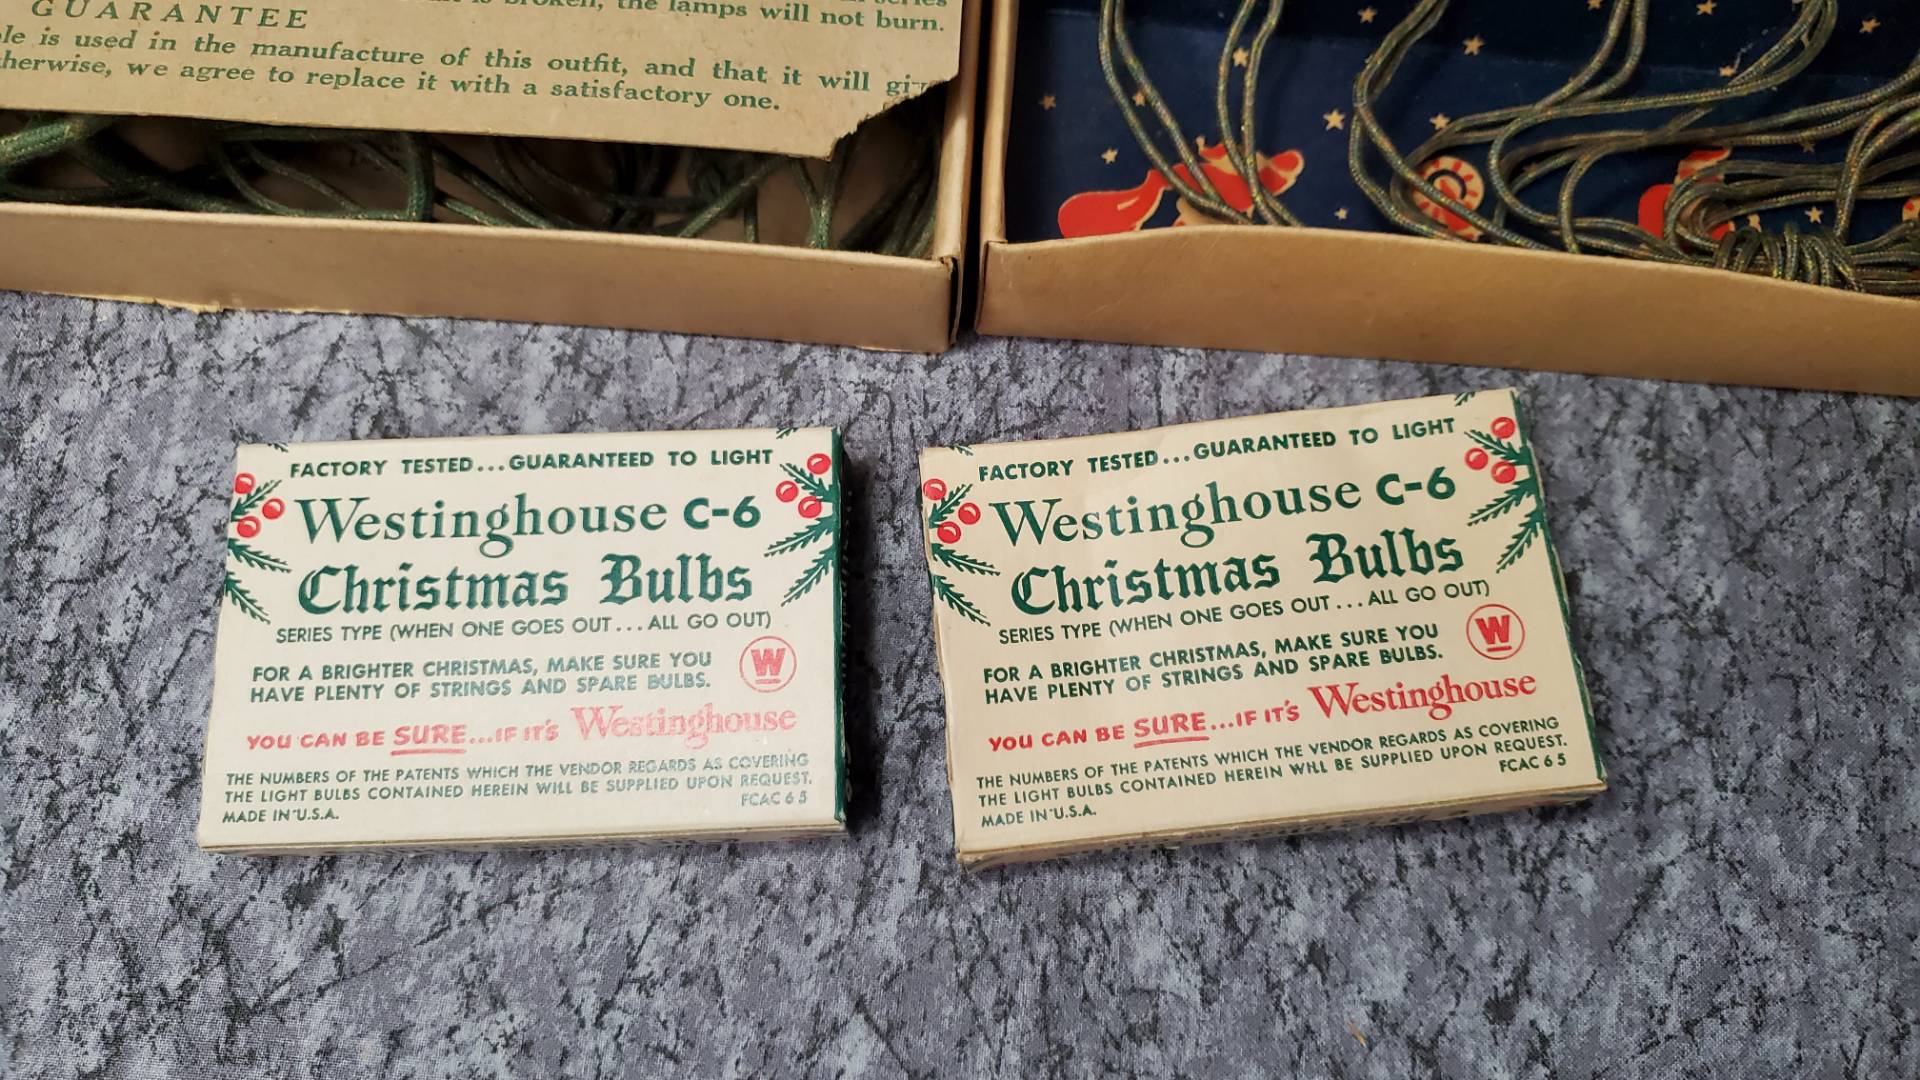 is broken, the lamps will not burn.
GUARANTEE
is used in the manufacture of this outfit, and that it will
we agree to replace it with a satisfactory one.
FACTORY TESTED...GUARANTEED TO LIGHT
Westinghouse C-6
Christmas Bulbs
SERIES TYPE (WHEN ONE GOES OUT...ALL GO OUT)
FOR A BRIGHTER CHRISTMAS, MAKE SURE YOU
HAVE PLENTY OF STRINGS AND SPARE BULBS.
W
YOU CAN BE SURE...IF IT'S Westinghouse
THE NUMBERS OF THE PATENTS WHICH THE VENDOR REGARDS AS COVERING
THE LIGHT BULBS CONTAINED HEREIN WILL BE SUPPLIED UPON REQUEST.
FCAC 6 5
MADE IN U.S.A.
FACTORY TESTED...GUARANTEED TO LIGHT
Westinghouse C-6
Christmas Bulbs
SERIES TYPE (WHEN ONE GOES OUT...ALL GO OUT)
FOR A BRIGHTER CHRISTMAS, MAKE SURE YOU
HAVE PLENTY OF STRINGS AND SPARE BULBS.
W
YOU CAN BE SURE...IF IT'S Westinghouse
THE NUMBERS OF THE PATENTS WHICH THE VENDOR REGARDS AS COVERING
THE LIGHT BULBS CONTAINED HEREIN WILL BE SUPPLIED UPON REQUEST.
FCAC 6 5
MADE IN U.S.A.